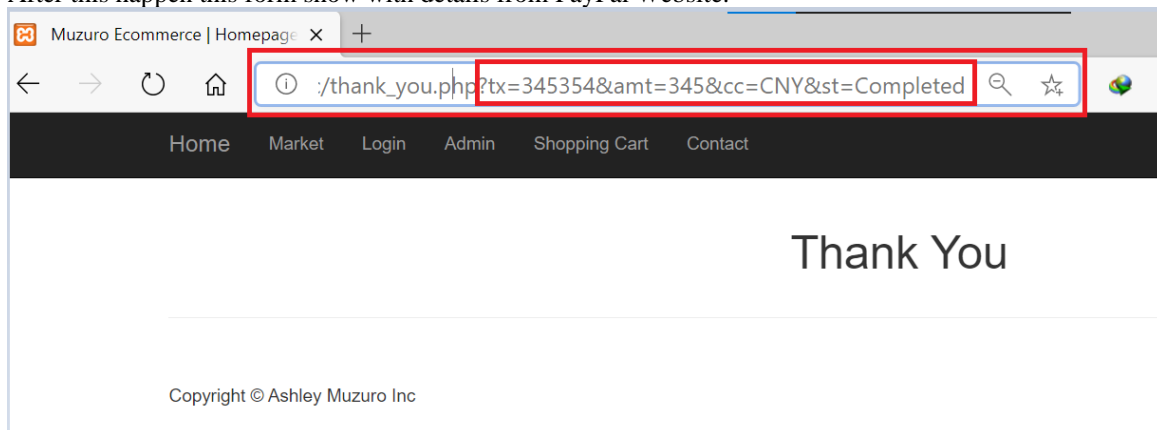 After this happen this form show with details from PayPal Website.
Muzuro Ecommerce | Homepage
:/thank_you.php?tx=345354&amt=345&cc=CNY&st=Completed
Home Market Login Admin Shopping Cart Contact
Thank You
Copyright © Ashley Muzuro Inc